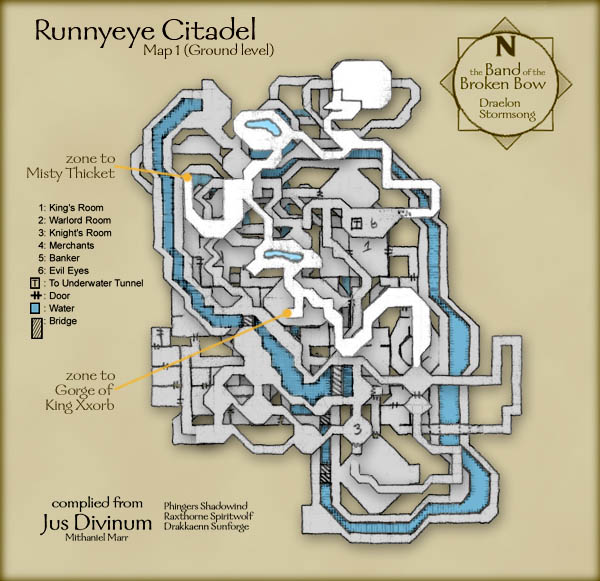 Runnyeye Citadel
Map 1 (Ground level)
N
the Band of the
Broken Bow
Draelon
Stormsong
zone to
Misty Thicket
1: King's Room
2: Warlord Room
3: Knight's Room
4: Merchants
5: Banker
6: Evil Eyes
T : To Underwater Tunnel
: Door
: Water
: Bridge
T 6
1
3
zone to
Gorge of
King Xxorb
complied from
Jus Divinum
Mithaniel Marr
Phingers Shadowind
Raxthorne Spiritwolf
Drakkaenn Sunforge